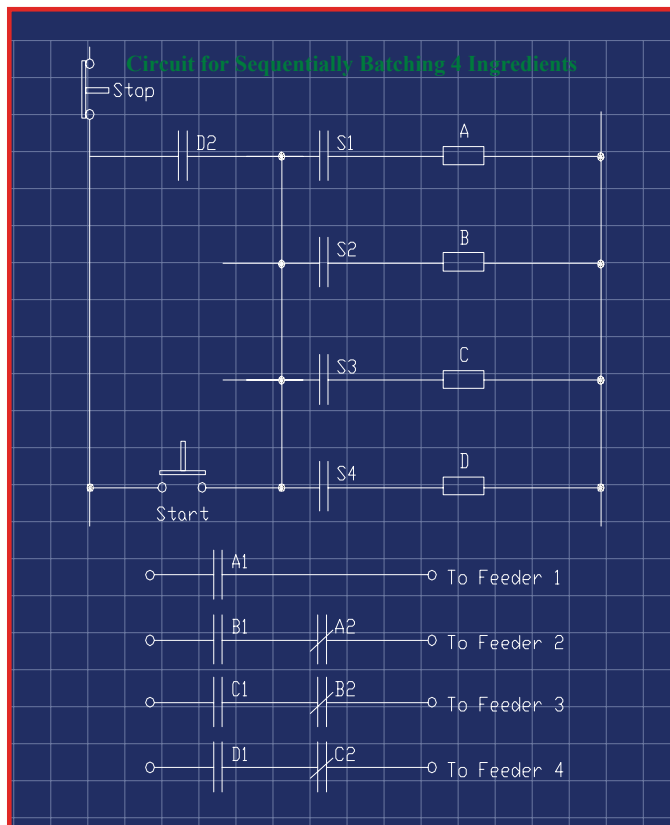 Circuit for Sequentially Batching 4 Ingredients
Stop
D2
S1
A
S2
B
S3
C
S4
D
Start
A1
To Feeder 1
B1
A2
To Feeder 2
C1
B2
To Feeder 3
D1
C2
To Feeder 4